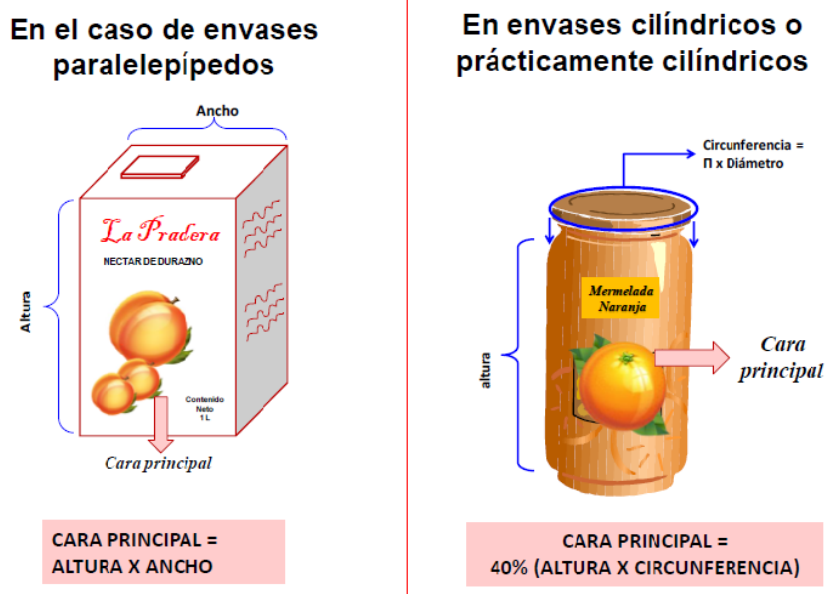 En el caso de envases
paralelepípedos
Ancho
Altura
La Pradera
NECTAR DE DURAZNO
Contenido
Neto
1 L
Cara principal
CARA PRINCIPAL =
ALTURA X ANCHO
En envases cilíndricos o
prácticamente cilíndricos
Circunferencia =
Π x Diámetro
altura
Mermelada
Naranja
Cara
principal
CARA PRINCIPAL =
40% (ALTURA X CIRCUNFERENCIA)